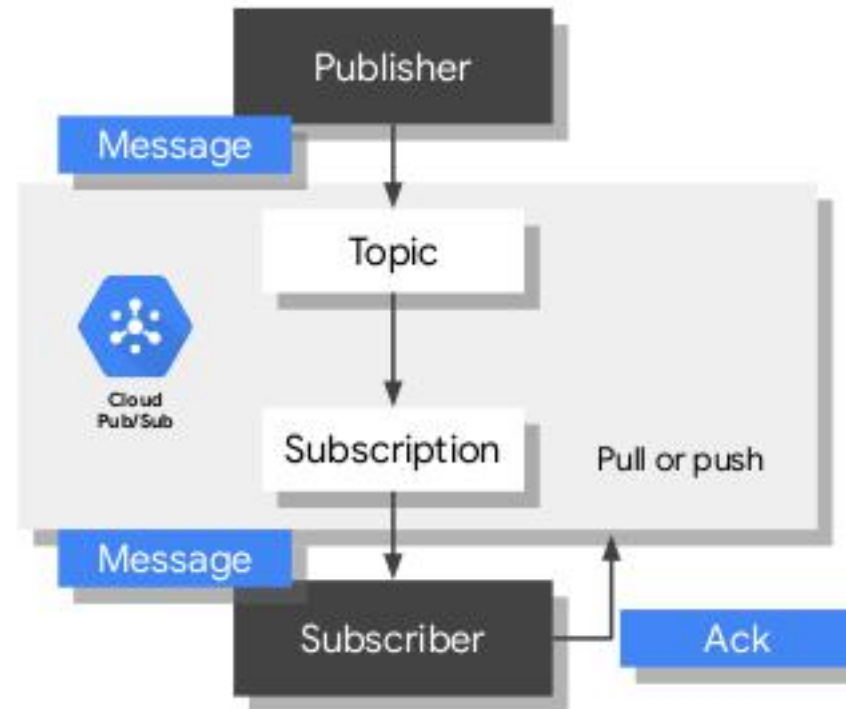 Publisher
Message
Topic
Cloud
Pub/Sub
Subscription
Pull or push
Message
Subscriber
Ack